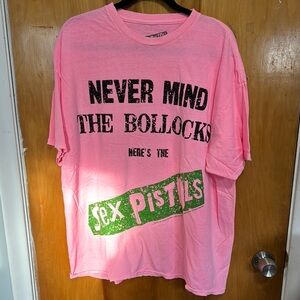 NEVER MIND
THE BOLLOCKS
HERE'S THE
Sex PiSTOLS